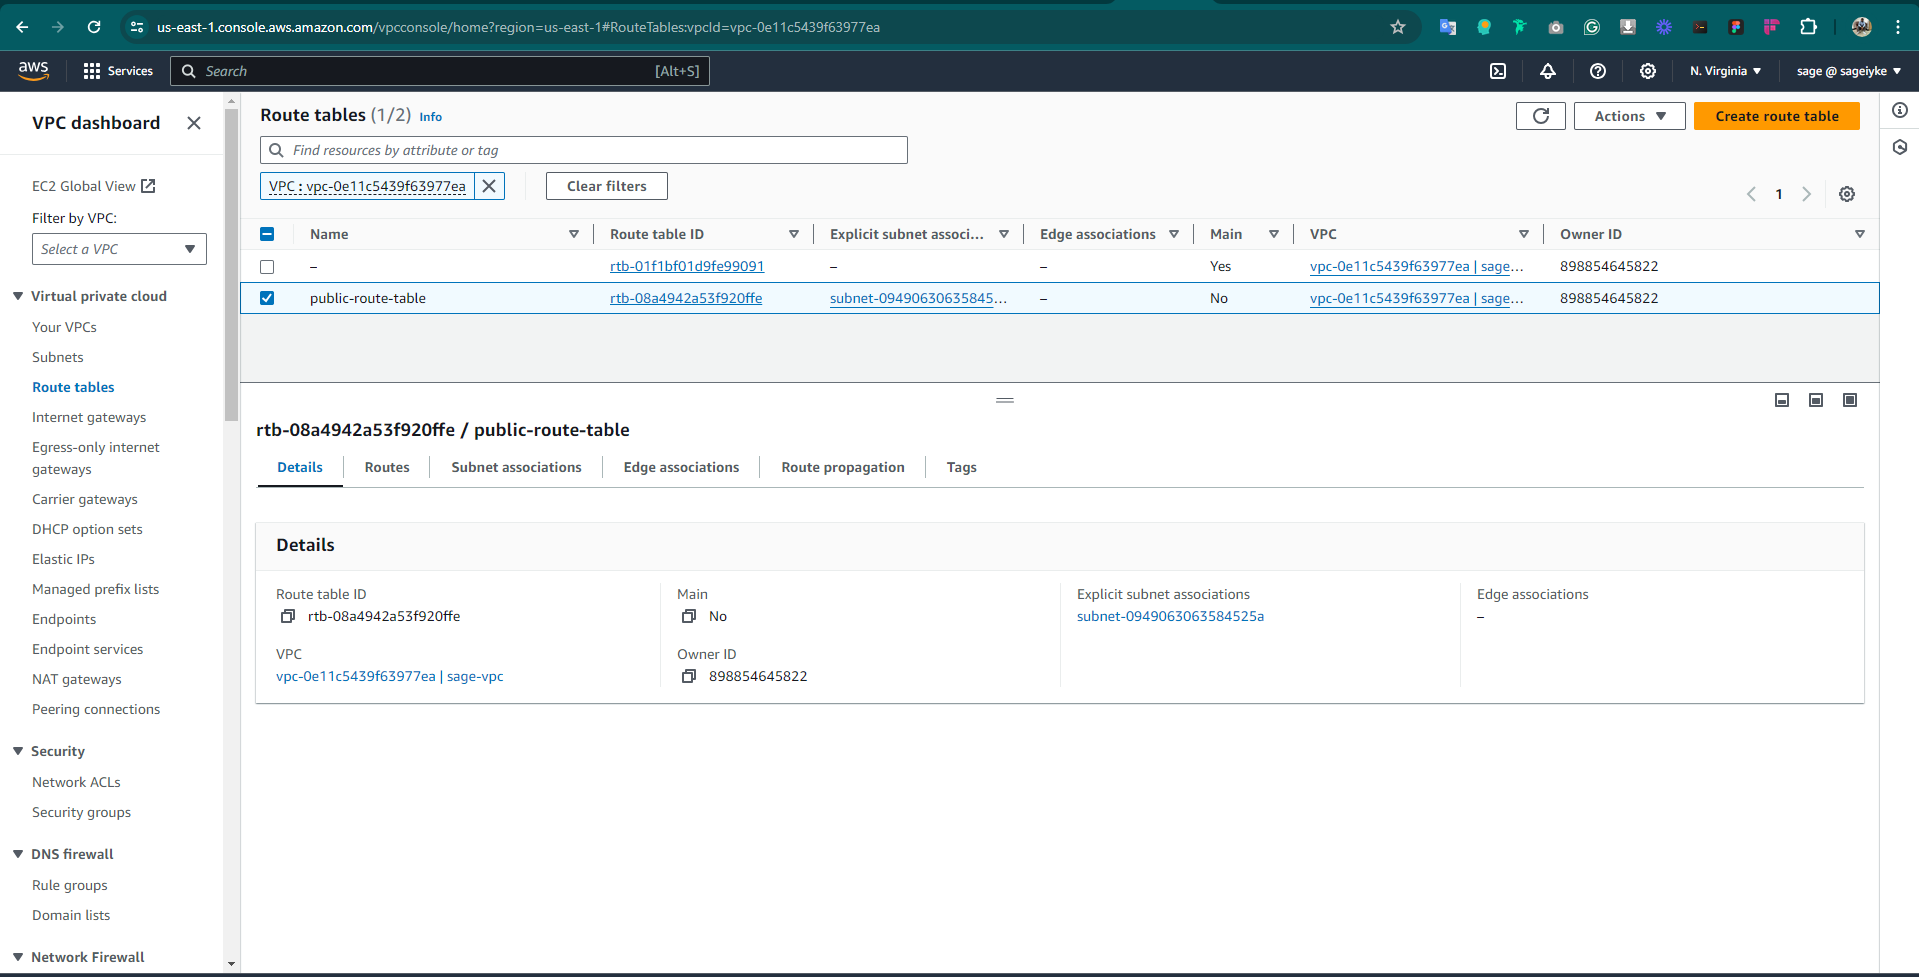 us-east-1.console.aws.amazon.com/vpcconsole/home?region=us-east-1#RouteTables:vpcId=vpc-0e11c5439f63977ea
aws Services Search [Alt+S] N. Virginia sage @ sageiyke
VPC dashboard
EC2 Global View
Filter by VPC:
Select a VPC
Virtual private cloud
Your VPCs
Subnets
Route tables
Internet gateways
Egress-only internet
gateways
Carrier gateways
DHCP option sets
Elastic IPs
Managed prefix lists
Endpoints
Endpoint services
NAT gateways
Peering connections
Security
Network ACLs
Security groups
DNS firewall
Rule groups
Domain lists
Network Firewall
Route tables (1/2) Info
Actions Create route table
Find resources by attribute or tag
VPC : vpc-0e11c5439f63977ea Clear filters
1
Name Route table ID Explicit subnet associ... Edge associations Main VPC Owner ID
– rtb-01f1bf01d9fe99091 – – Yes vpc-0e11c5439f63977ea | sage... 898854645822
public-route-table rtb-08a4942a53f920ffe subnet-09490630635845... – No vpc-0e11c5439f63977ea | sage... 898854645822
rtb-08a4942a53f920ffe / public-route-table
Details Routes Subnet associations Edge associations Route propagation Tags
Details
Route table ID
rtb-08a4942a53f920ffe
VPC
vpc-0e11c5439f63977ea | sage-vpc
Main
No
Owner ID
898854645822
Explicit subnet associations
subnet-0949063063584525a
Edge associations
–